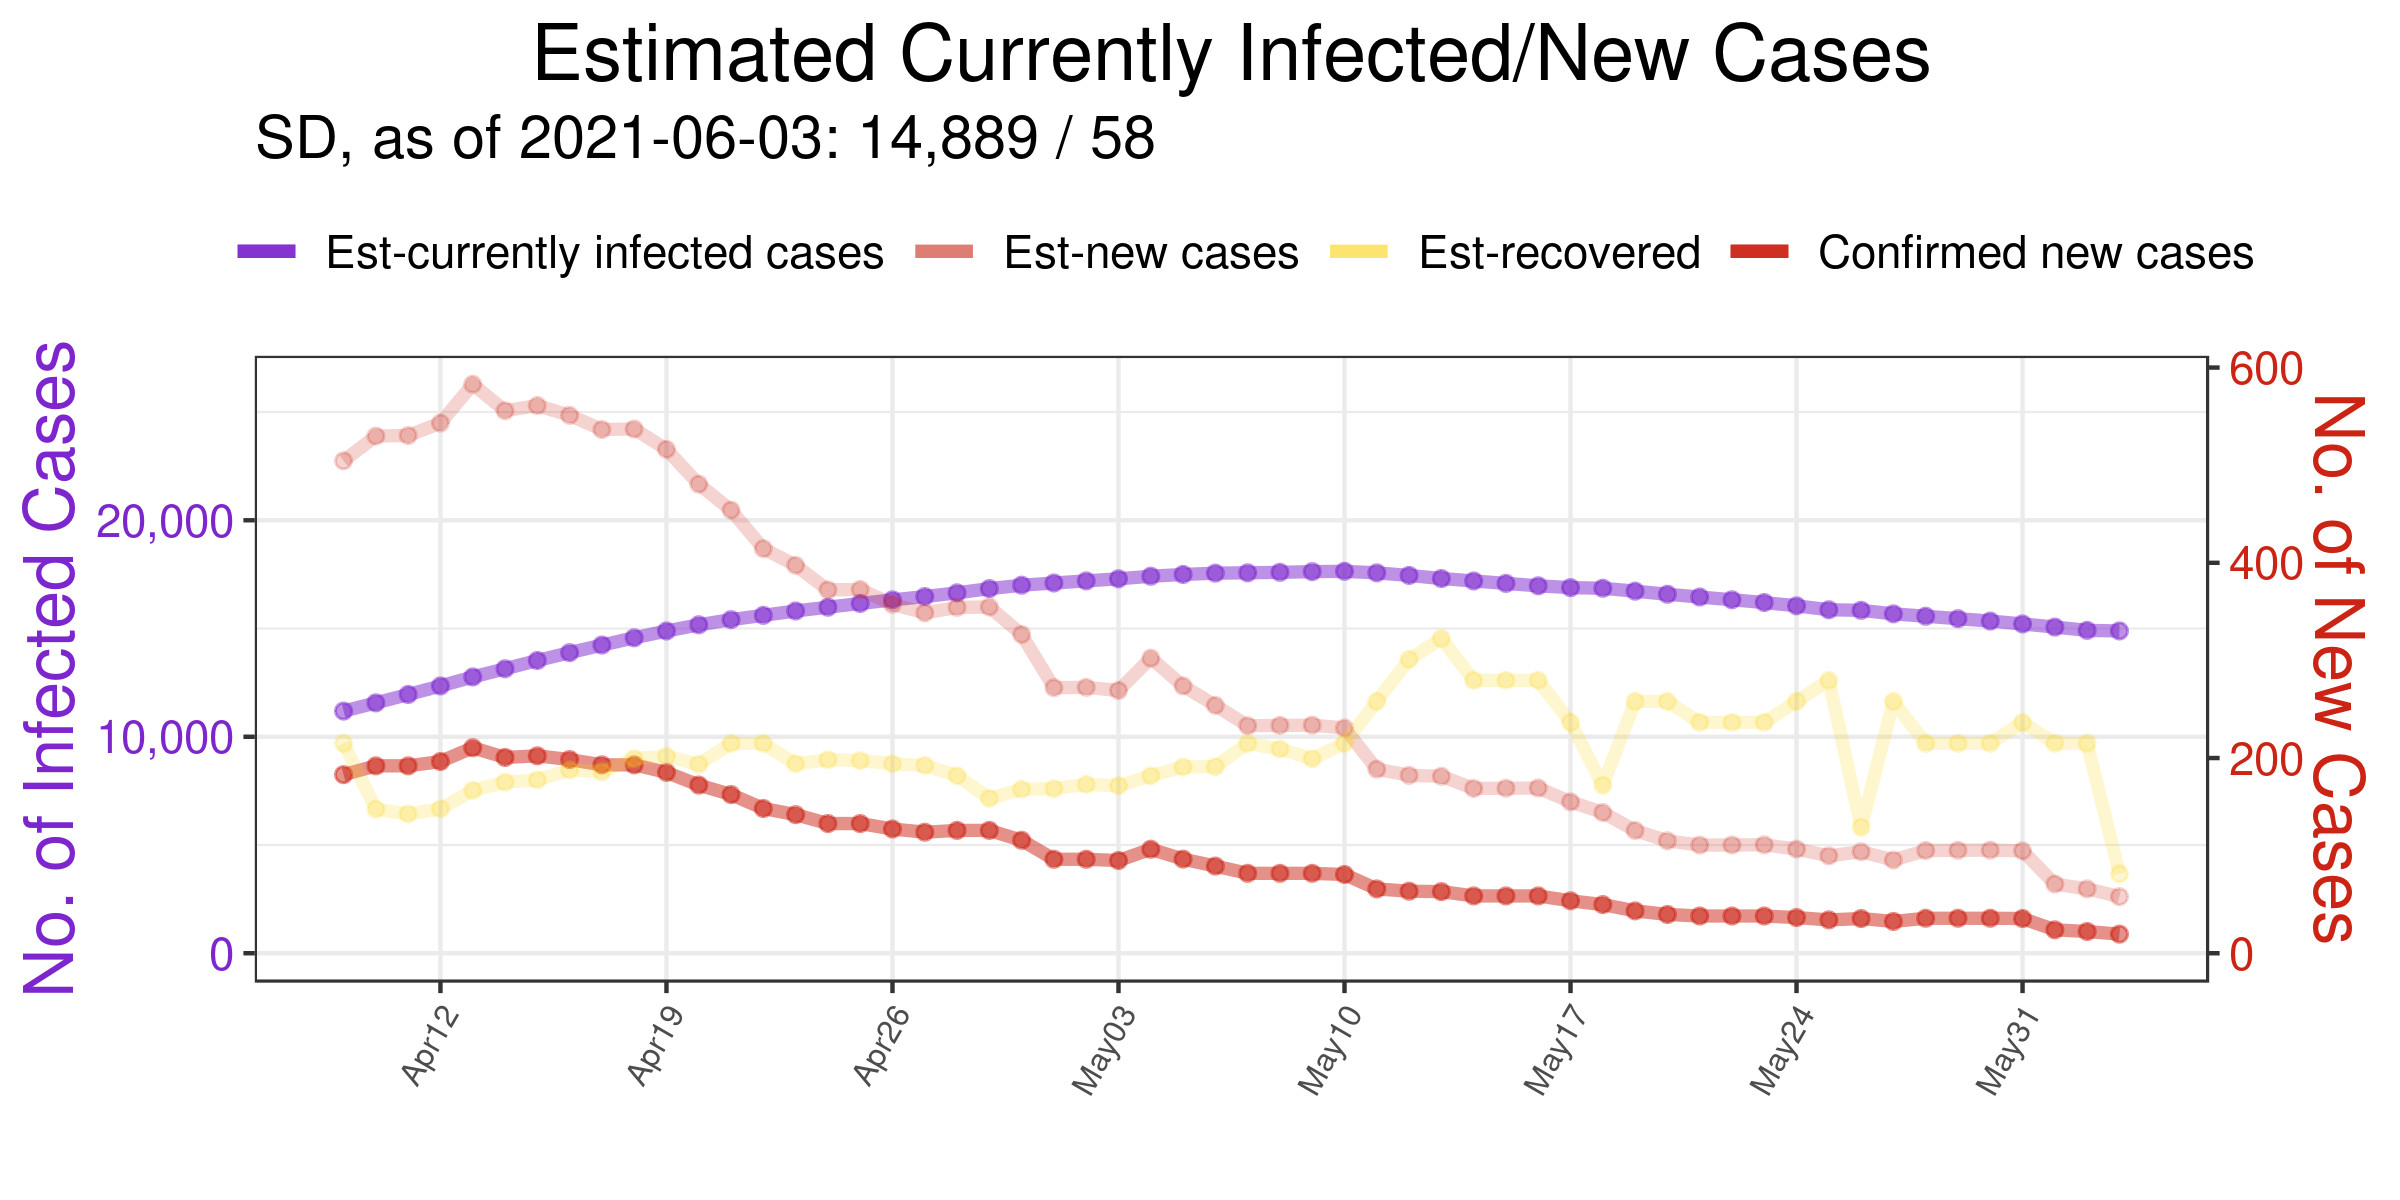 Estimated Currently Infected/New Cases
SD, as of 2021-06-03: 14,889 / 58
Est-currently infected cases Est-new cases Est-recovered Confirmed new cases
No. of Infected Cases
20,000
10,000
0
600
400
200
0
No. of New Cases
Apr12 Apr19 Apr26 May03 May10 May17 May24 May31